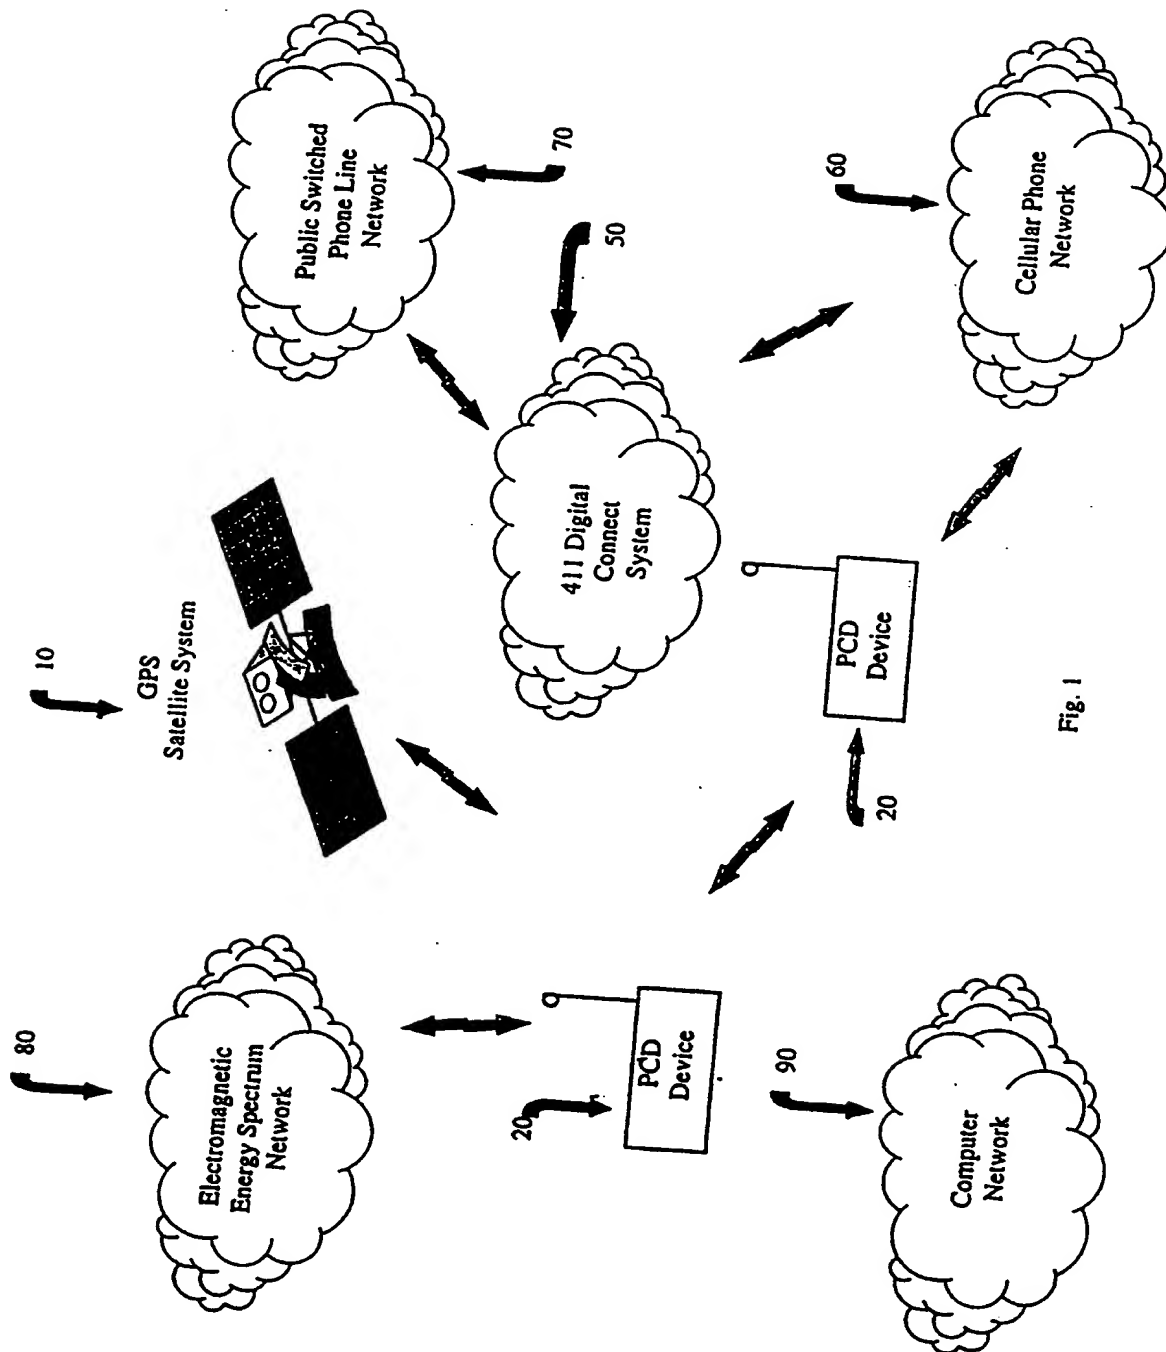 80
Electromagnetic
Energy Spectrum
Network
10
GPS
Satellite System
Public Switched
Phone Line
Network
70
50
411 Digital
Connect
System
20
PCD
Device
20
PCD
Device
60
Cellular Phone
Network
90
Computer
Network
Fig. 1